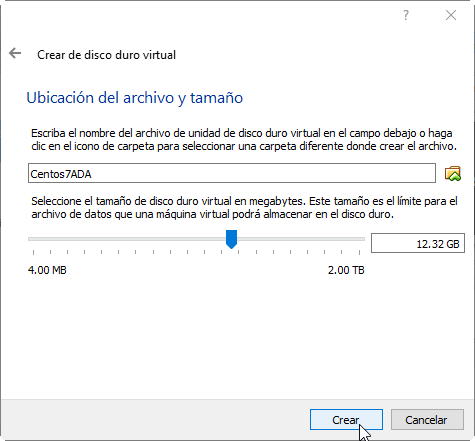 ?
Crear de disco duro virtual
Ubicación del archivo y tamaño
Escriba el nombre del archivo de unidad de disco duro virtual en el campo debajo o haga
clic en el icono de carpeta para seleccionar una carpeta diferente donde crear el archivo.
Centos7ADA
Seleccione el tamaño de disco duro virtual en megabytes. Este tamaño es el límite para el
archivo de datos que una máquina virtual podrá almacenar en el disco duro.
12.32 GB
4.00 MB 2.00 TB
Crear Cancelar